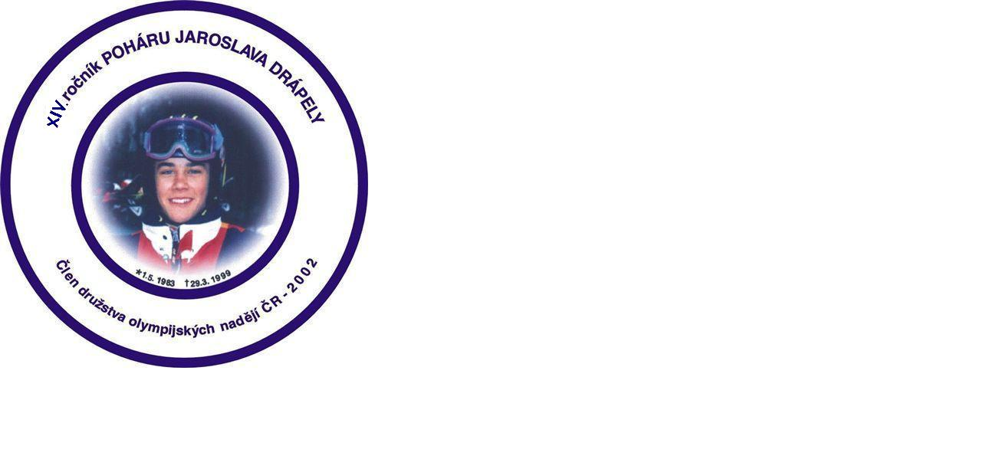 XIV. ročník POHÁRU JAROSLAVA DRÁPELY
*1.5. 1983 †29.3. 1999
Člen družstva olympijských nadějí ČR - 2002